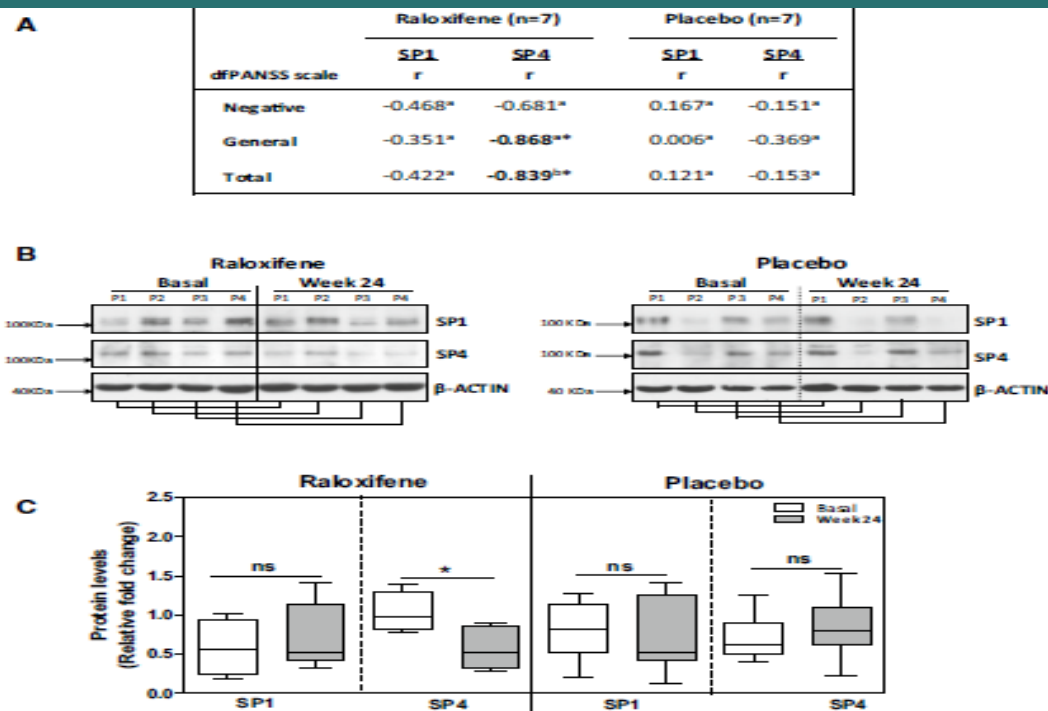 A
Raloxifene (n=7) Placebo (n=7)
SP1 SP4 SP1 SP4
dfPANSS scale r r r r
Negative -0.468ᵃ -0.681ᵃ 0.167ᵃ -0.151ᵃ
General -0.351ᵃ -0.868ᵃ* 0.006ᵃ -0.369ᵃ
Total -0.422ᵃ -0.839ᵇ* 0.121ᵃ -0.153ᵃ
B
Raloxifene Placebo
Basal Week 24 Basal Week 24
P1 P2 P3 P4 P1 P2 P3 P4 P1 P2 P3 P4 P1 P2 P3 P4
100KDa SP1 100KDa SP1
100KDa SP4 100KDa SP4
40KDa β-ACTIN 40 KDa β-ACTIN
C
Raloxifene Placebo
Protein levels
(Relative fold change)
2.5
2.0
1.5
1.0
0.5
0.0
Basal
Week 24
ns * ns ns
SP1 SP4 SP1 SP4